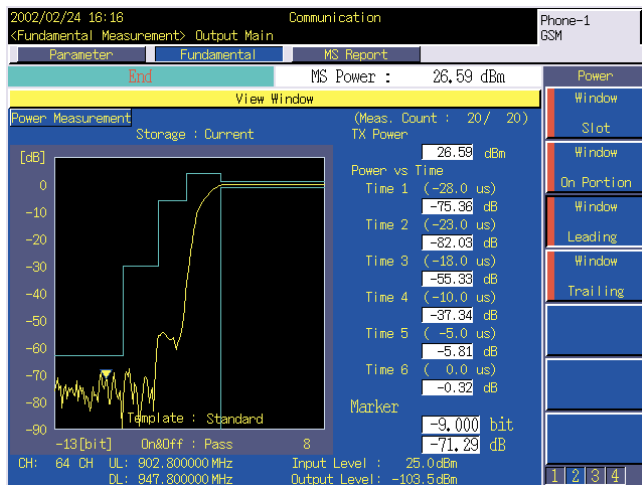 2002/02/24 16:16 Communication Phone-1
<Fundamental Measurement> Output Main GSM
Parameter Fundamental MS Report
End MS Power : 26.59 dBm Power
View Window
Window
Slot
Window
On Portion
Window
Leading
Window
Trailing
Power Measurement (Meas. Count : 20/ 20)
Storage : Current TX Power
26.59 dBm
Power vs Time
Time 1 (-28.0 us)
-75.36 dB
Time 2 (-23.0 us)
-82.03 dB
Time 3 (-18.0 us)
-55.33 dB
Time 4 (-10.0 us)
-37.34 dB
Time 5 ( -5.0 us)
-5.81 dB
Time 6 ( 0.0 us)
-0.32 dB
Marker
-9.000 bit
-71.29 dB
[dB]
0
-10
-20
-30
-40
-50
-60
-70
-80
-90
Template : Standard
-13[bit] On&Off : Pass 8
CH: 64 CH UL: 902.800000MHz Input Level : 25.0dBm
DL: 947.800000MHz Output Level: -103.5dBm
1 2 3 4